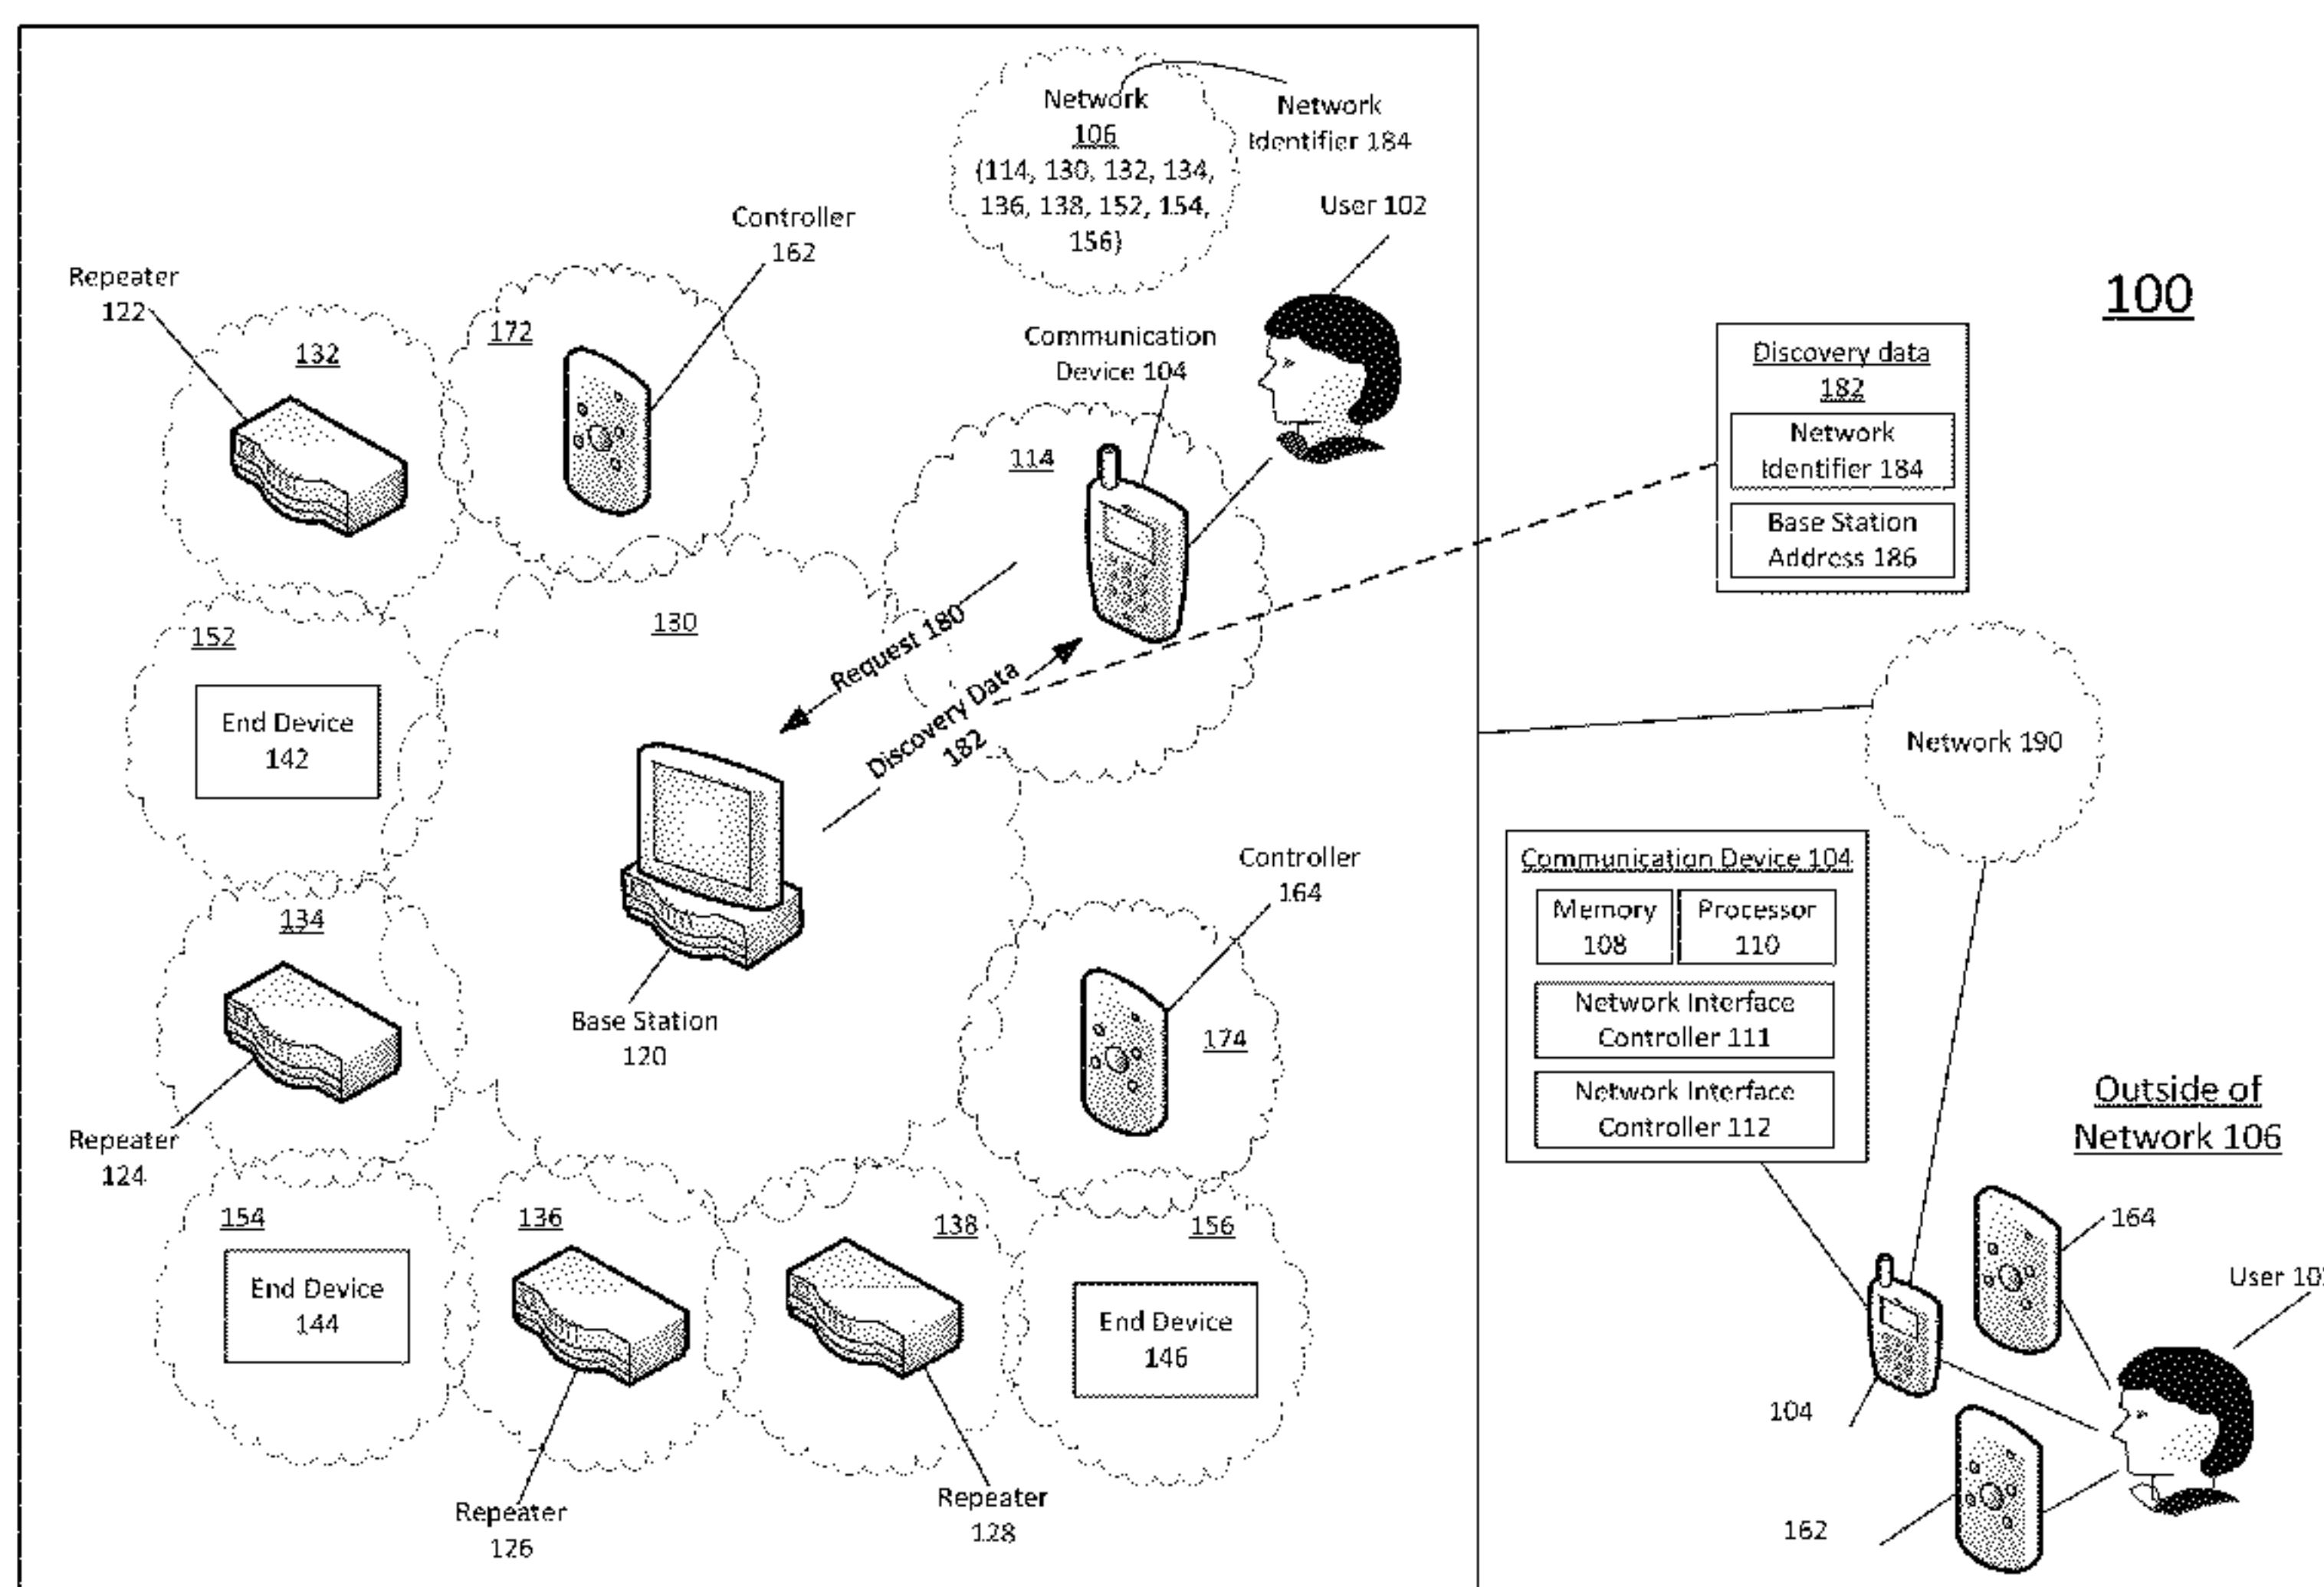 Network
106
(114, 130, 132, 134,
136, 138, 152, 154,
156)
Network
Identifier 184
User 102
Controller
162
Repeater
122
132
172
Communication
Device 104
114
100
Discovery data
182
Network
Identifier 184
Base Station
Address 186
152
End Device
142
130
Request 180
Discovery Data
182
Network 190
Communication Device 104
Memory
108
Processor
110
Network Interface
Controller 111
Network Interface
Controller 112
Controller
164
174
134
Base Station
120
Repeater
124
Outside of
Network 106
154
End Device
144
136
138
156
End Device
146
164
User 10
104
162
Repeater
126
Repeater
128